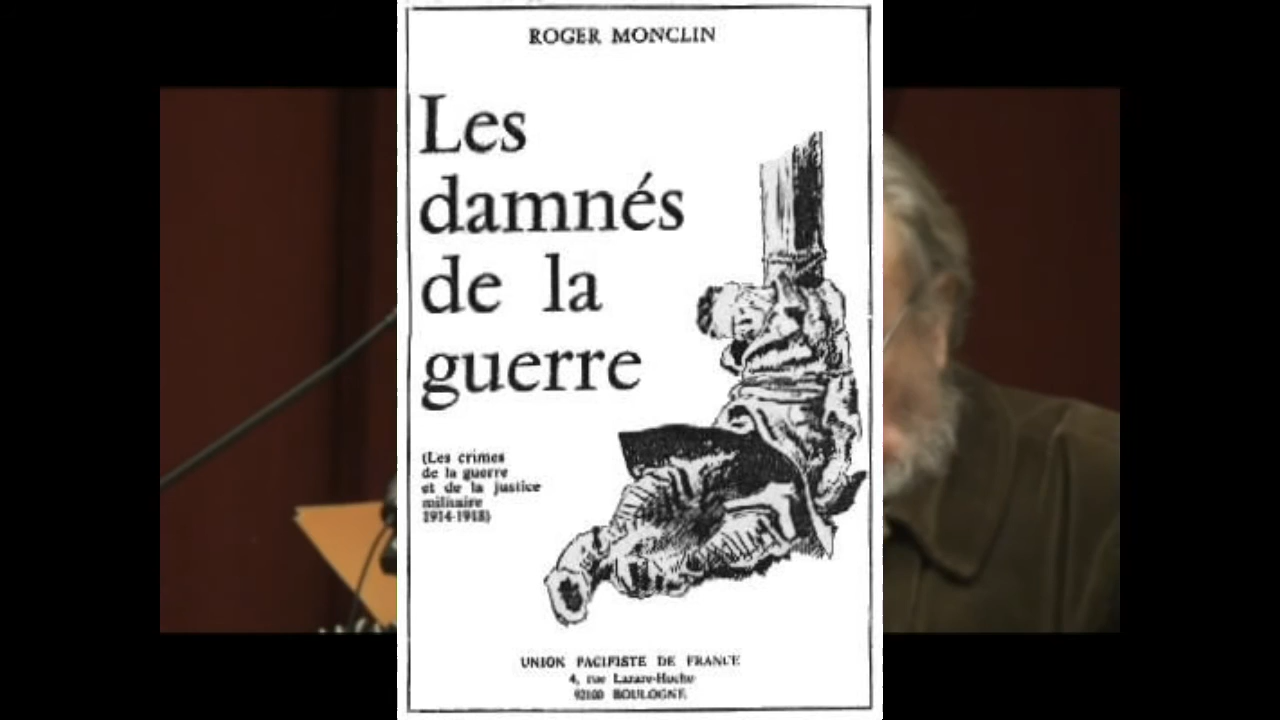 ROGER MONCLIN
Les
damnés
de la
guerre
(Les crimes
de la guerre
et de la justice
militaire
1914-1918)
UNION PACIFISTE DE FRANCE
4, rue Lazare-Hoche
92100 BOULOGNE